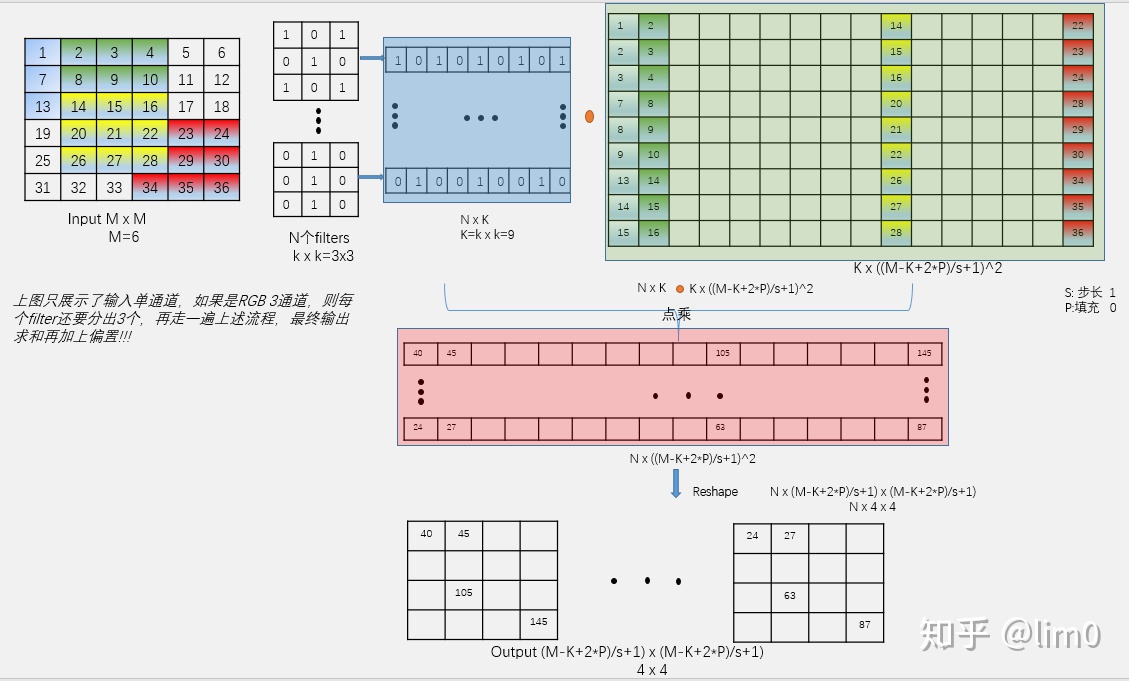 1 2 3 4 5 6
7 8 9 10 11 12
13 14 15 16 17 18
19 20 21 22 23 24
25 26 27 28 29 30
31 32 33 34 35 36
Input M x M
M=6
1 0 1
0 1 0
1 0 1
0 1 0
0 1 0
0 1 0
N个filters
k x k=3x3
1 0 1 0 1 0 1 0 1
0 1 0 0 1 0 0 1 0
N x K
K=k x k=9
1 2 14 22
2 3 15 23
3 4 16 24
7 8 20 28
8 9 21 29
9 10 22 30
13 14 26 34
14 15 27 35
15 16 28 36
K x ((M-K+2*P)/s+1)^2
N x K
K x ((M-K+2*P)/s+1)^2
点乘
S: 步长 1
P:填充 0
上图只展示了输入单通道，如果是RGB 3通道，则每
个filter还要分出3个，再走一遍上述流程，最终输出
求和再加上偏置!!!
40 45 105 145
24 27 63 87
N x ((M-K+2*P)/s+1)^2
Reshape
N x (M-K+2*P)/s+1) x (M-K+2*P)/s+1)
N x 4 x 4
40 45
105
145
24 27
63
87
Output (M-K+2*P)/s+1) x (M-K+2*P)/s+1)
4 x 4
知乎 @lim0